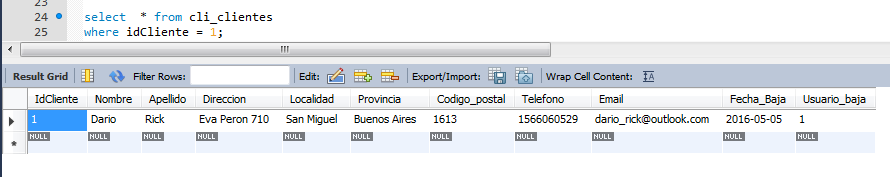 23
24 select * from cli_clientes
25 where idCliente = 1;
Result Grid Filter Rows: Edit: Export/Import: Wrap Cell Content: IA
IdCliente Nombre Apellido Direccion Localidad Provincia Codigo_postal Telefono Email Fecha_Baja Usuario_baja
1 Dario Rick Eva Peron 710 San Miguel Buenos Aires 1613 1566060529 dario_rick@outlook.com 2016-05-05 1
* NULL NULL NULL NULL NULL NULL NULL NULL NULL NULL NULL